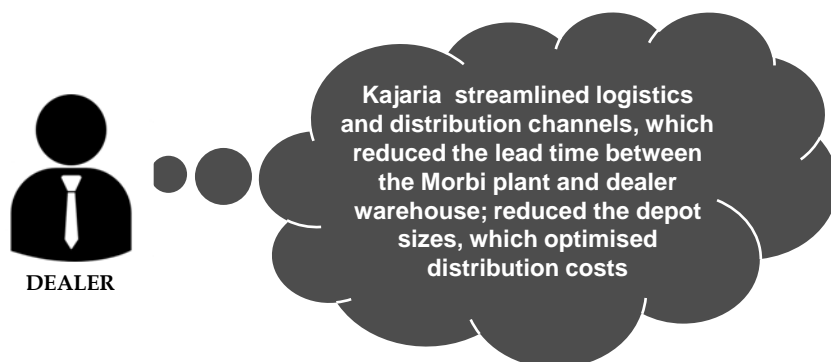 Kajaria streamlined logistics
and distribution channels, which
reduced the lead time between
the Morbi plant and dealer
warehouse; reduced the depot
sizes, which optimised
distribution costs
DEALER